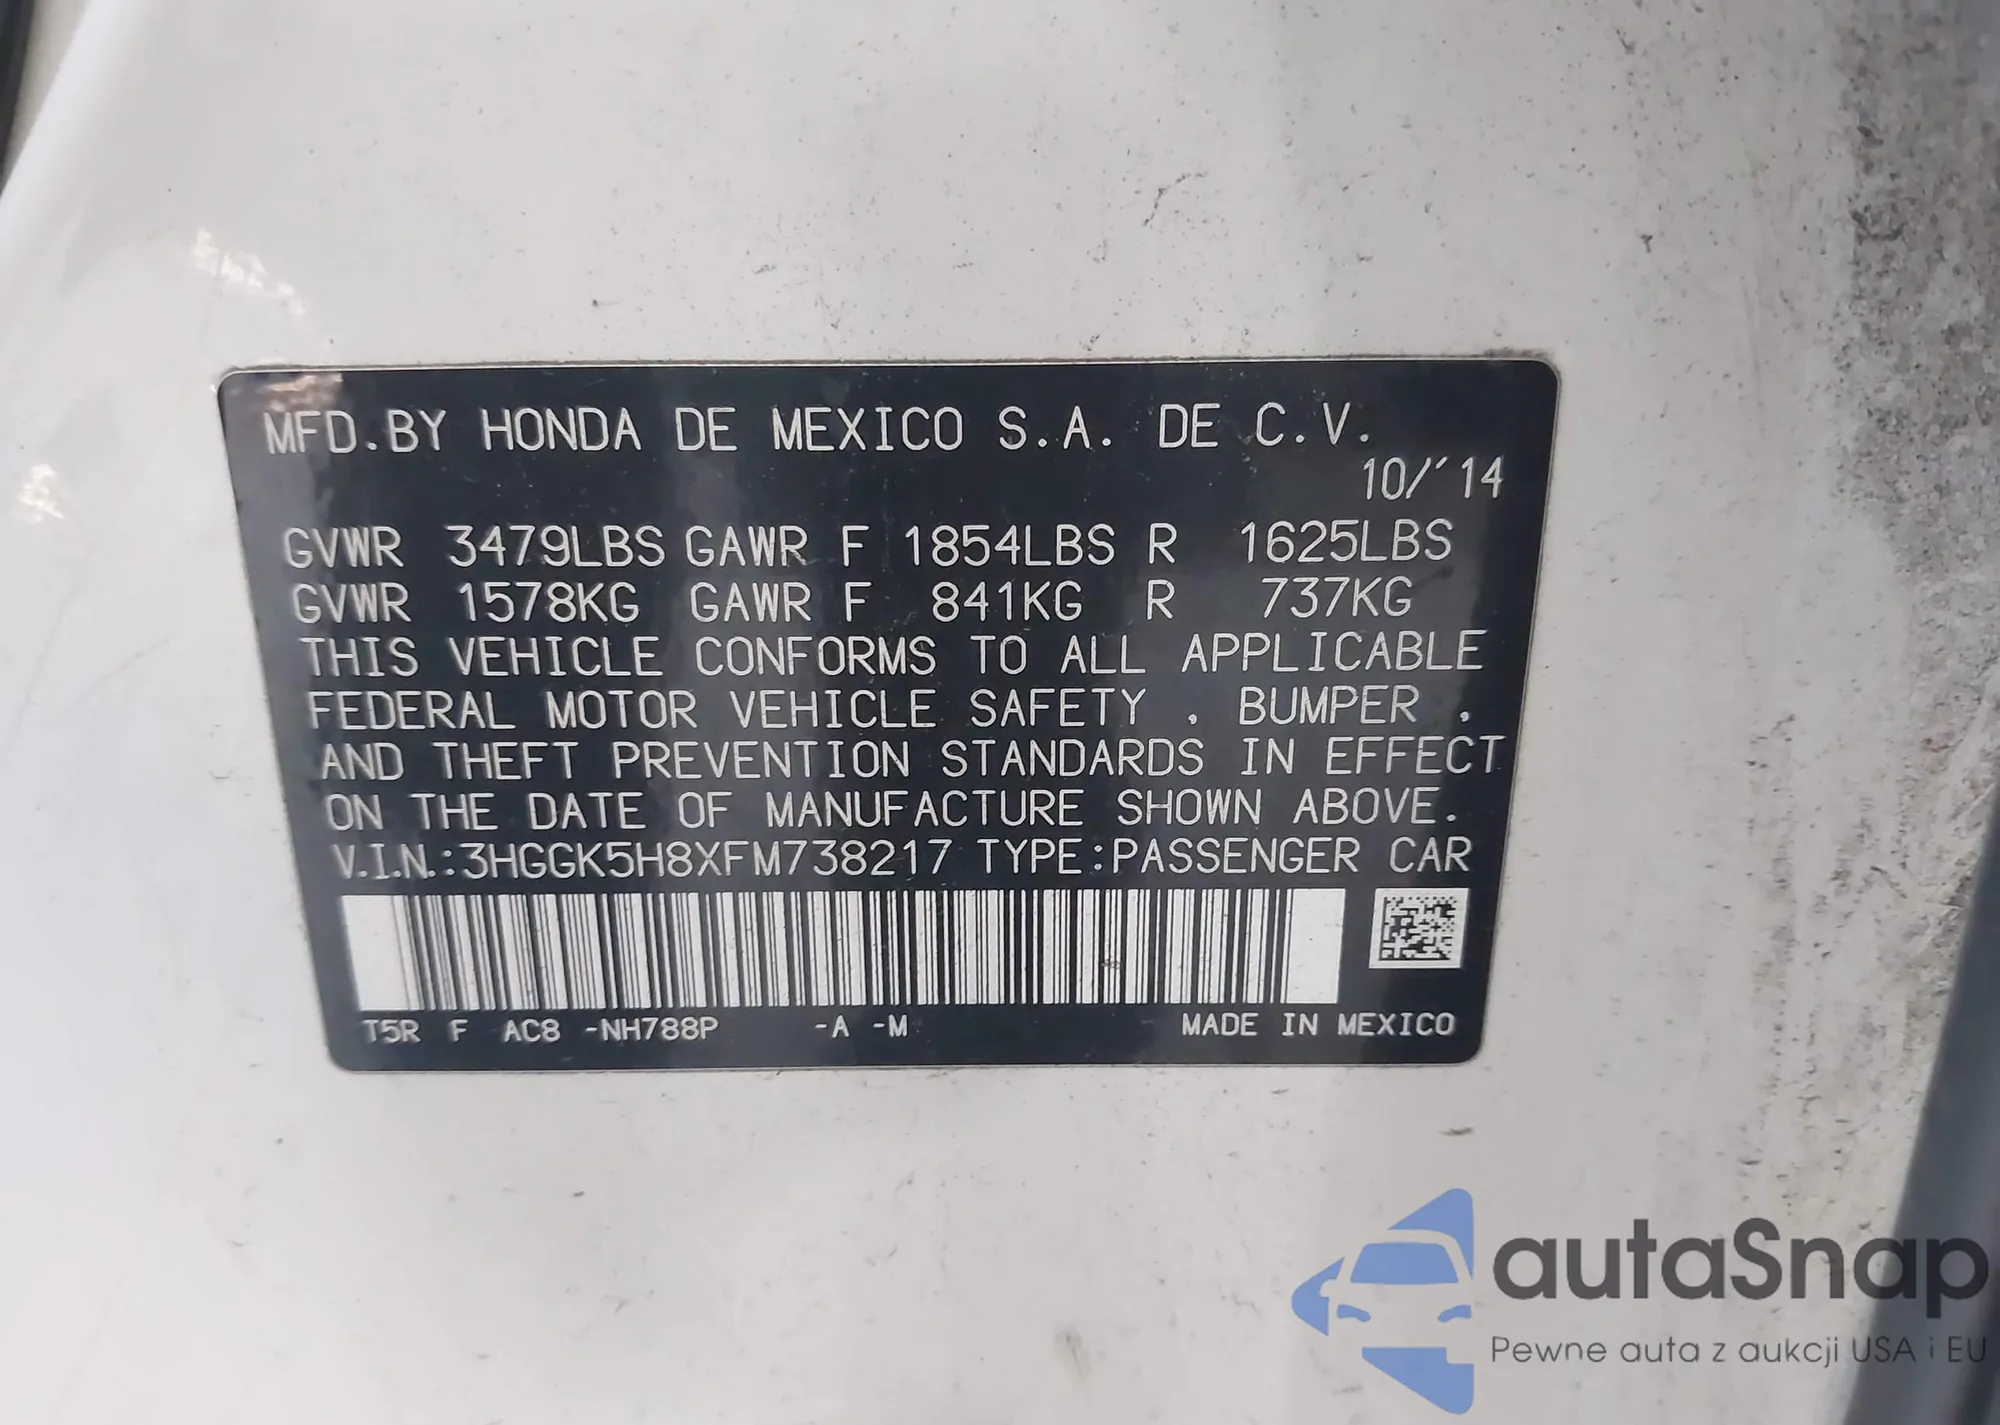 MFD.BY HONDA DE MEXICO S.A. DE C.V.
10/'14
GVWR 3479LBS GAWR F 1854LBS R 1625LBS
GVWR 1578KG GAWR F 841KG R 737KG
THIS VEHICLE CONFORMS TO ALL APPLICABLE
FEDERAL MOTOR VEHICLE SAFETY , BUMPER ,
AND THEFT PREVENTION STANDARDS IN EFFECT
ON THE DATE OF MANUFACTURE SHOWN ABOVE.
V.I.N.:3HGGK5H8XFM738217 TYPE:PASSENGER CAR
T5R F AC8 -NH788P -A -M MADE IN MEXICO
autaSnap
Pewne auta z aukcji USA i EU